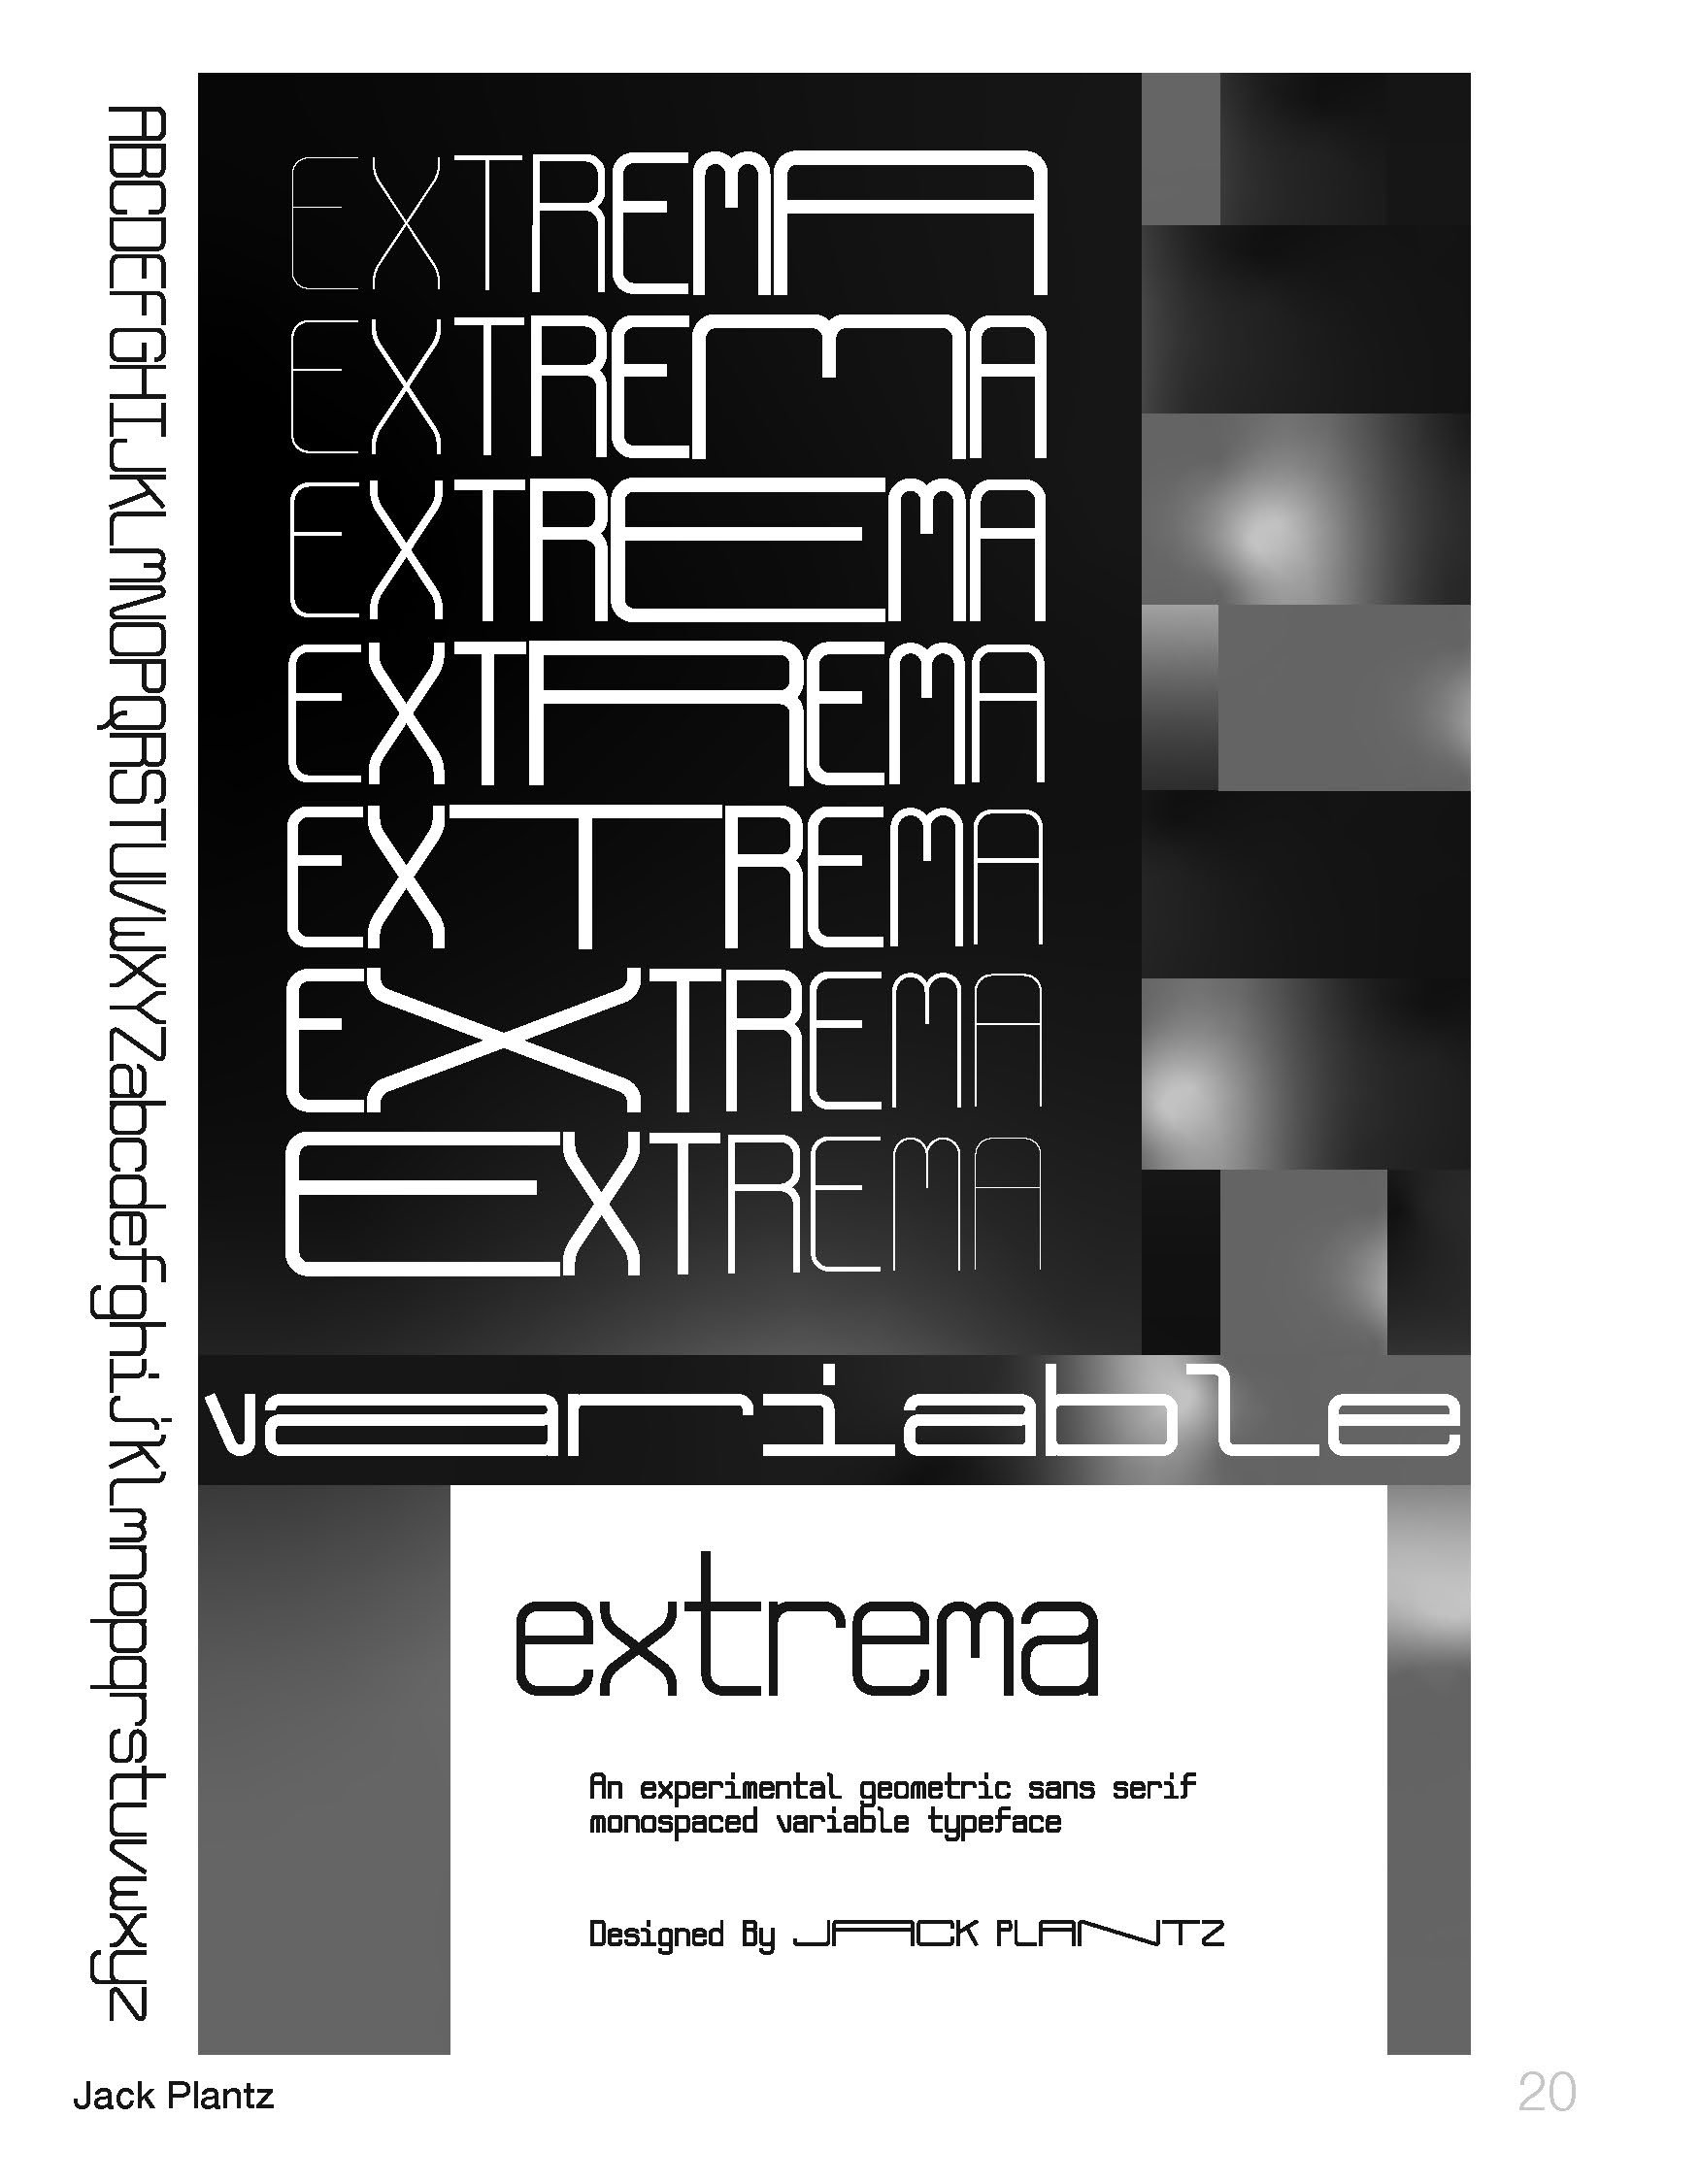 ABCDEFGHIJKLMNOPQRSTUVWXYZabcdefghijklmnopqrstuvwxyz
EXTREMA
EXTREMA
EXTREMA
EXTREMA
EXTREMA
EXTREMA
EXTREMA
variable
extrema
An experimental geometric sans serif
monospaced variable typeface
Designed By JACK PLANTZ
Jack Plantz
20